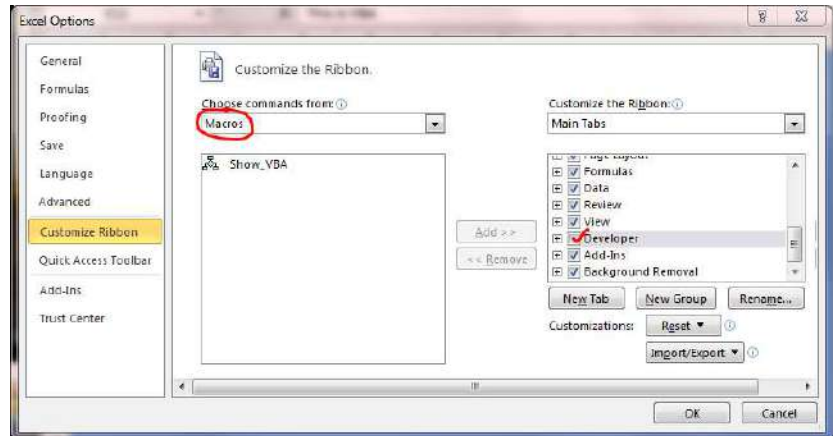 Excel Options
General
Formulas
Proofing
Save
Language
Advanced
Customize Ribbon
Quick Access Toolbar
Add-Ins
Trust Center
Customize the Ribbon.
Choose commands from:
Macros
Show_VBA
Add >>
<< Remove
Customize the Ribbon:
Main Tabs
Page Layout
Formulas
Data
Review
View
Developer
Add-Ins
Background Removal
New Tab New Group Rename...
Customizations: Reset
Import/Export
OK Cancel